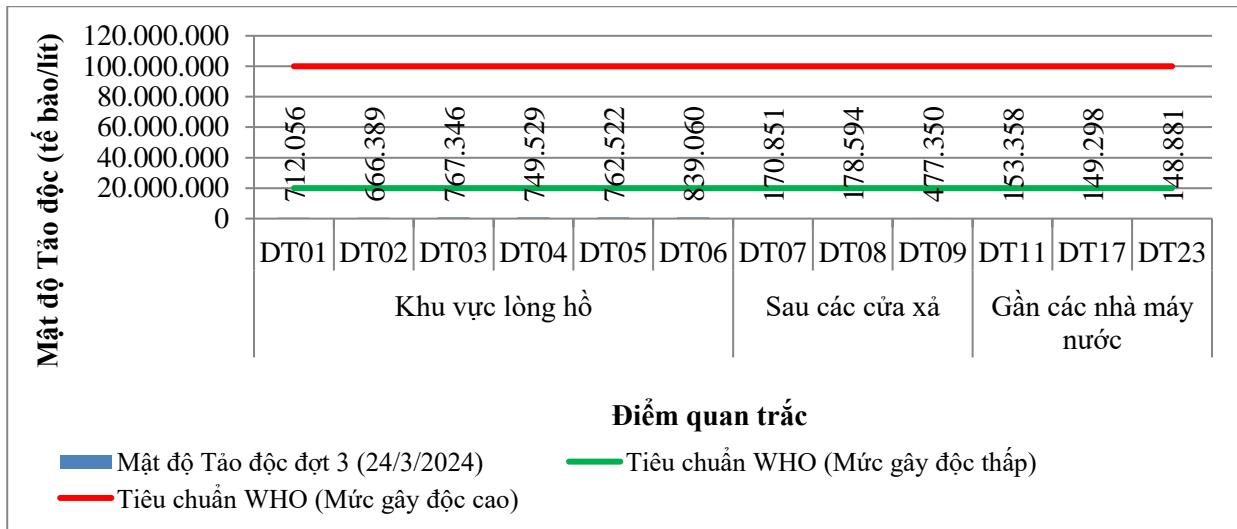 Mật độ Tảo độc (tế bào/lít)
120.000.000
100.000.000
80.000.000
60.000.000
40.000.000
20.000.000
0
712.056
666.389
767.346
749.529
762.522
839.060
170.851
178.594
477.350
153.358
149.298
148.881
DT01 DT02 DT03 DT04 DT05 DT06 DT07 DT08 DT09 DT11 DT17 DT23
Khu vực lòng hồ
Sau các cửa xả
Gần các nhà máy
nước
Điểm quan trắc
Mật độ Tảo độc đợt 3 (24/3/2024)
Tiêu chuẩn WHO (Mức gây độc thấp)
Tiêu chuẩn WHO (Mức gây độc cao)